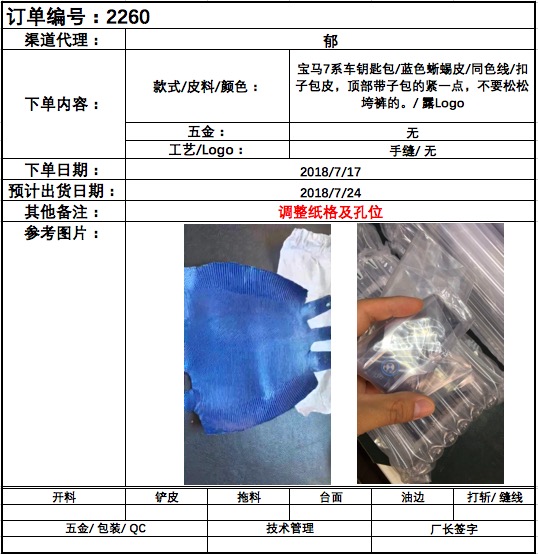 订单编号：2260
渠道代理：
郁
下单内容：
款式/皮料/颜色：
宝马7系车钥匙包/蓝色蜥蜴皮/同色线/扣
子包皮，顶部带子包的紧一点，不要松松
垮裤的。/ 露Logo
五金：
无
工艺/Logo：
手缝/ 无
下单日期：
2018/7/17
预计出货日期：
2018/7/24
其他备注：
调整纸格及孔位
参考图片：
开料
铲皮
拖料
台面
油边
打斩/ 缝线
五金/ 包装/ QC
技术管理
厂长签字